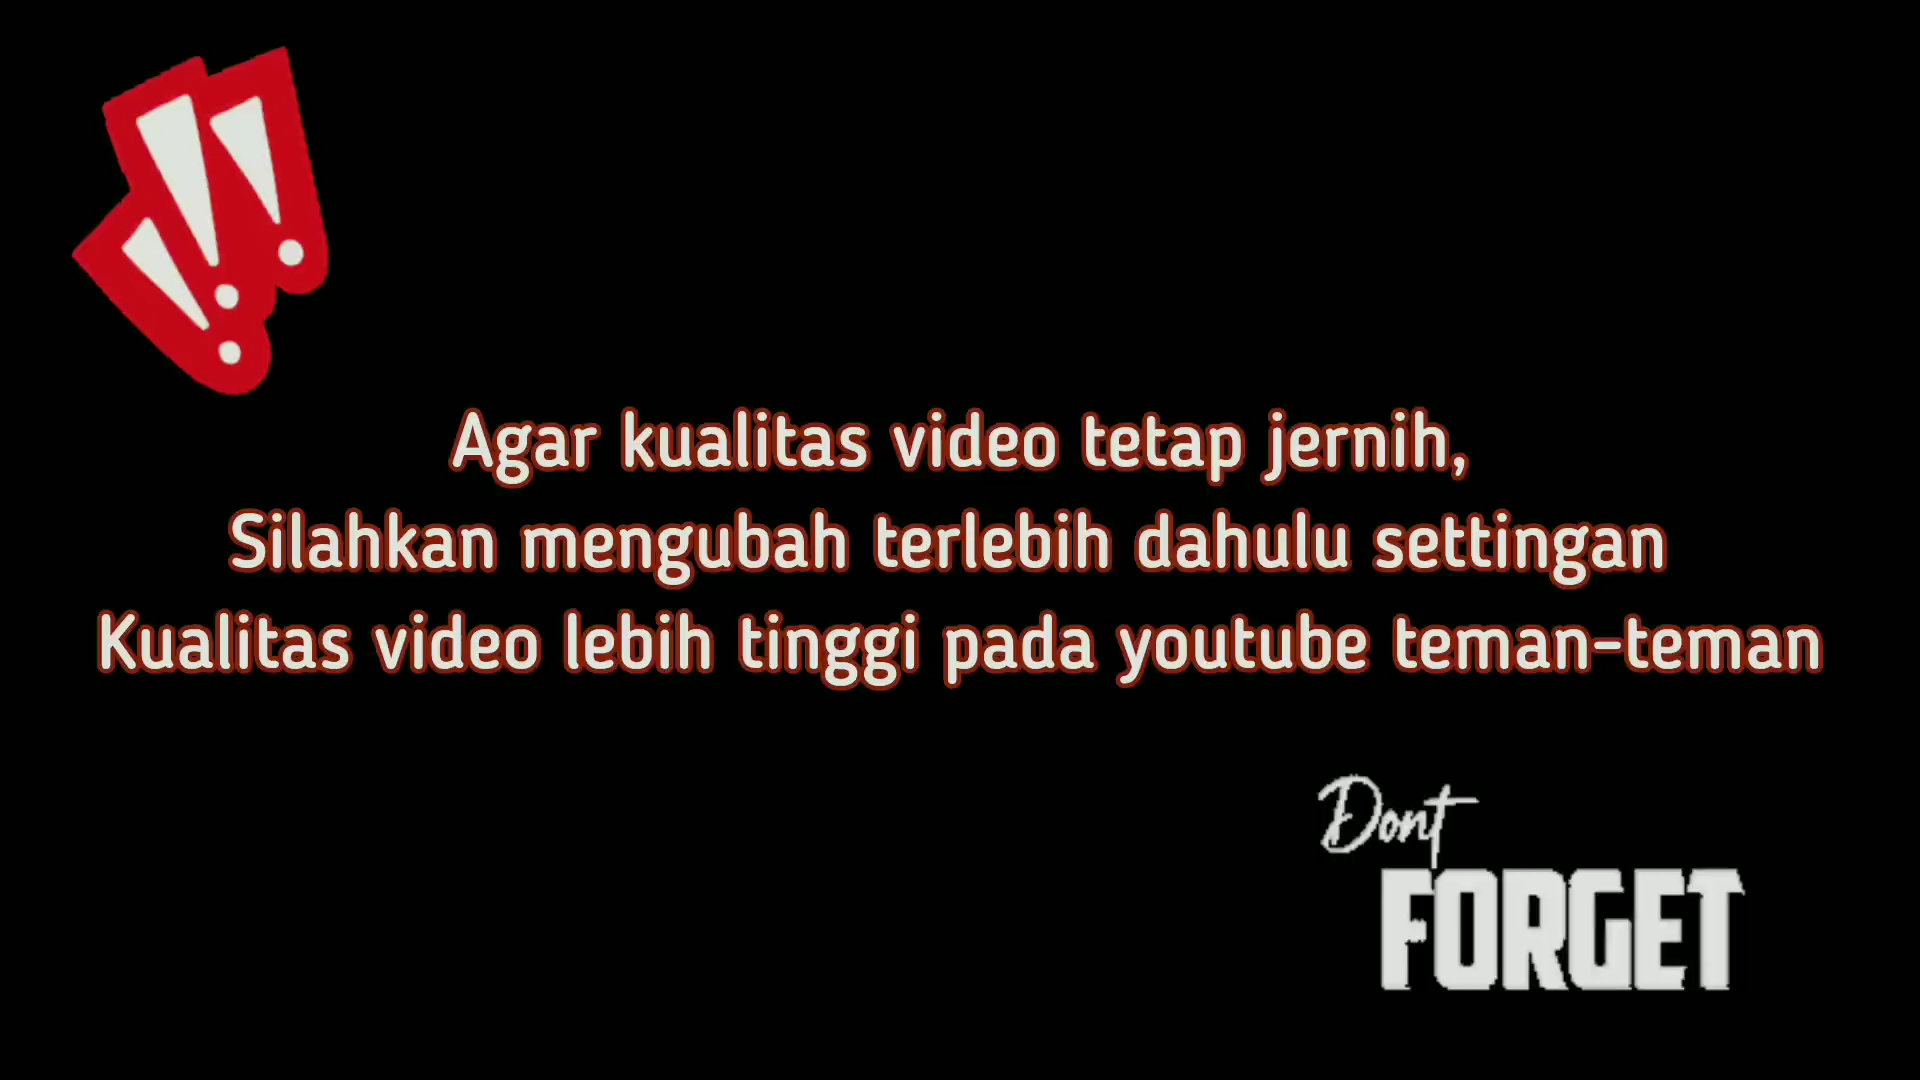 Agar kualitas video tetap jernih,
Silahkan mengubah terlebih dahulu settingan
Kualitas video lebih tinggi pada youtube teman-teman
Dont
FORGET